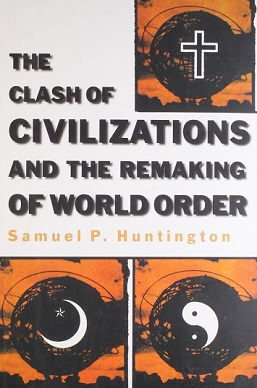 THE
CLASH OF
CIVILIZATIONS
AND THE REMAKING
OF WORLD ORDER
Samuel P. Huntington